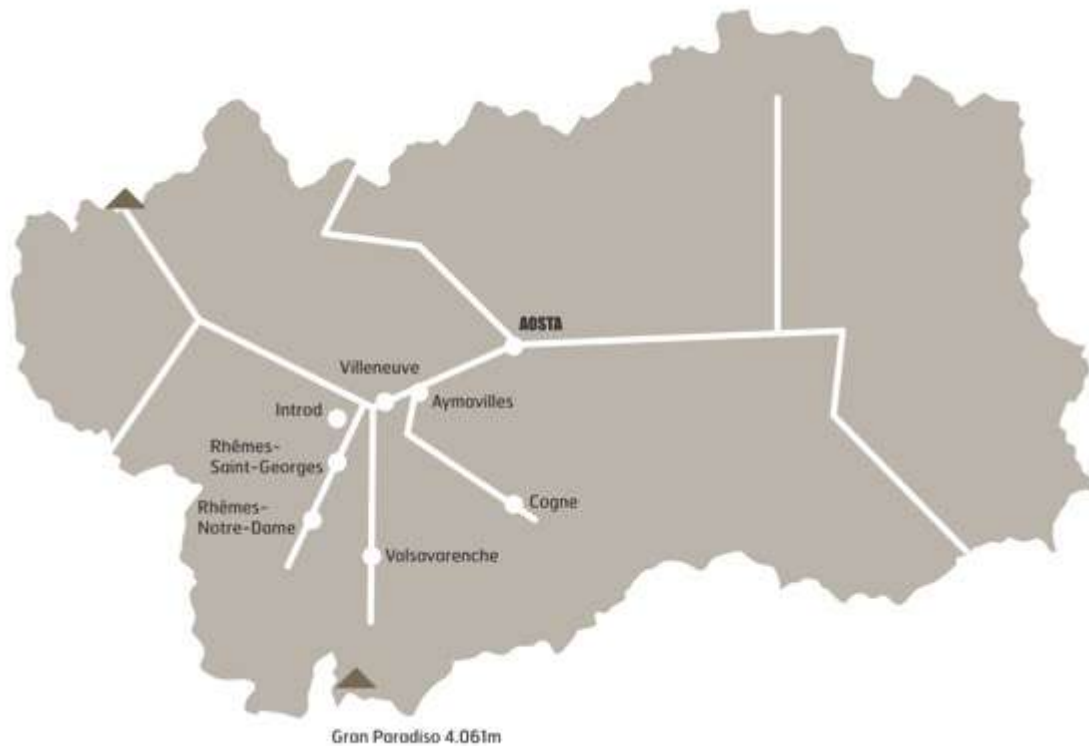 AOSTA
Villeneuve
Aymavilles
Introd
Rhêmes-
Saint-Georges
Rhêmes-
Notre-Dame
Cogne
Valsavarenche
Gran Paradiso 4.061m